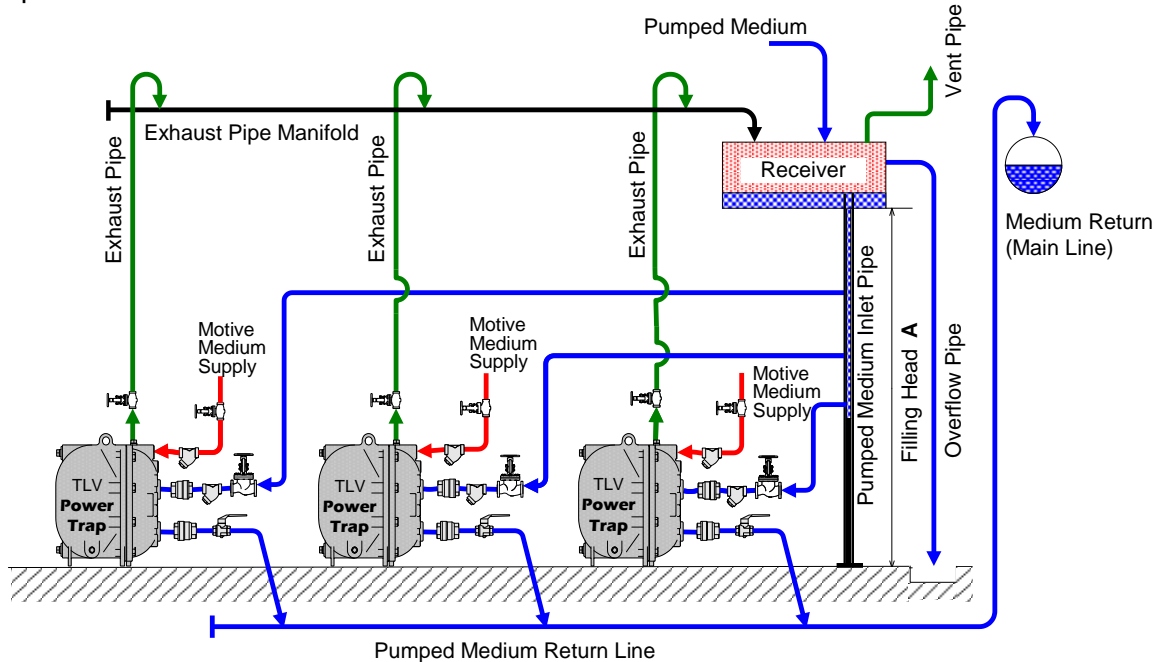 Pumped Medium
Vent Pipe
Exhaust Pipe Manifold
Exhaust Pipe
Exhaust Pipe
Exhaust Pipe
Receiver
Medium Return
(Main Line)
Pumped Medium Inlet Pipe
Filling Head A
Overflow Pipe
Motive
Medium
Supply
Motive
Medium
Supply
Motive
Medium
Supply
TLV
Power
Trap
TLV
Power
Trap
TLV
Power
Trap
Pumped Medium Return Line